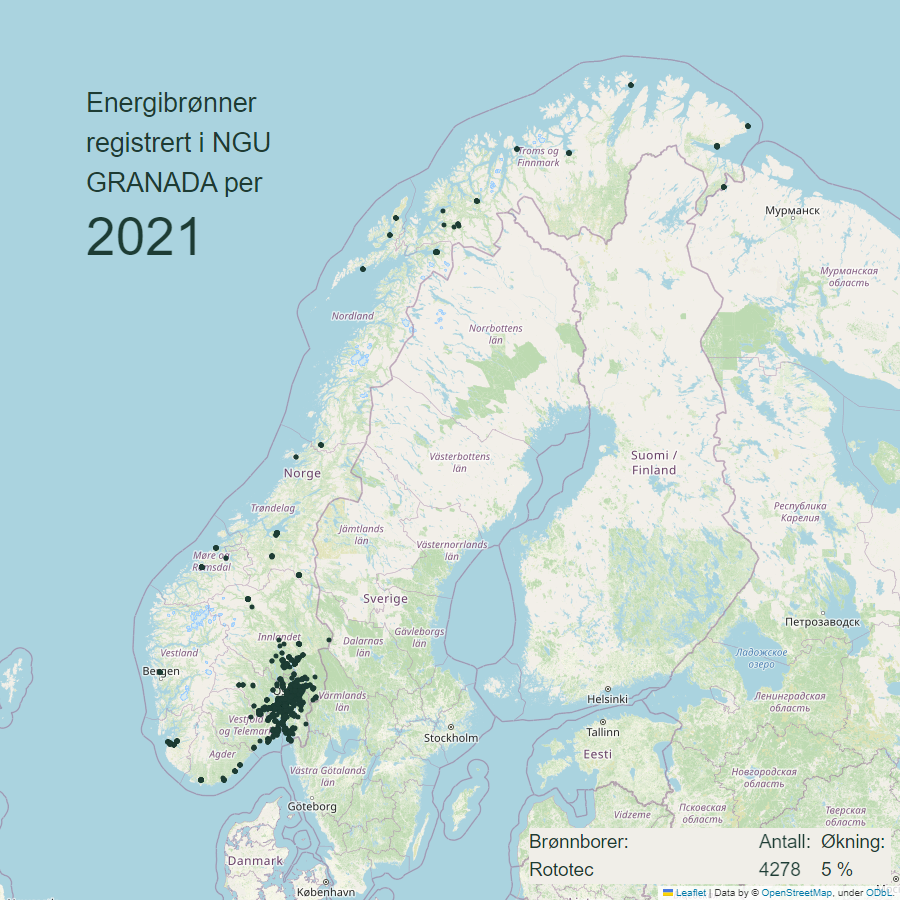 Energibrønner
registrert i NGU
GRANADA per
2021
Troms og
Finnmark
Мурманск
Мурманская
область
Nordland
Norrbottens
län
Västerbottens
län
Suomi /
Finland
Norge
Республика
Карелия
Trøndelag
Jämtlands
län
Västernorrlands
län
Møre og
Romsdal
Sverige
Петрозаводск
Innlandet
Dalarnas
län
Gävleborgs
län
Vestland
Ладожское
озеро
Bergen
Värmlands
län
Helsinki
Ленинградская
область
Vestfold
og Telemark
Stockholm
Tallinn
Agder
Eesti
Västra Götalands
län
Новгородская
область
Göteborg
Vidzeme
Псковская
область
Тверская
область
Danmark
København
Brønnborer: Antall: Økning:
Rototec 4278 5 %
Leaflet | Data by © OpenStreetMap, under ODbL.